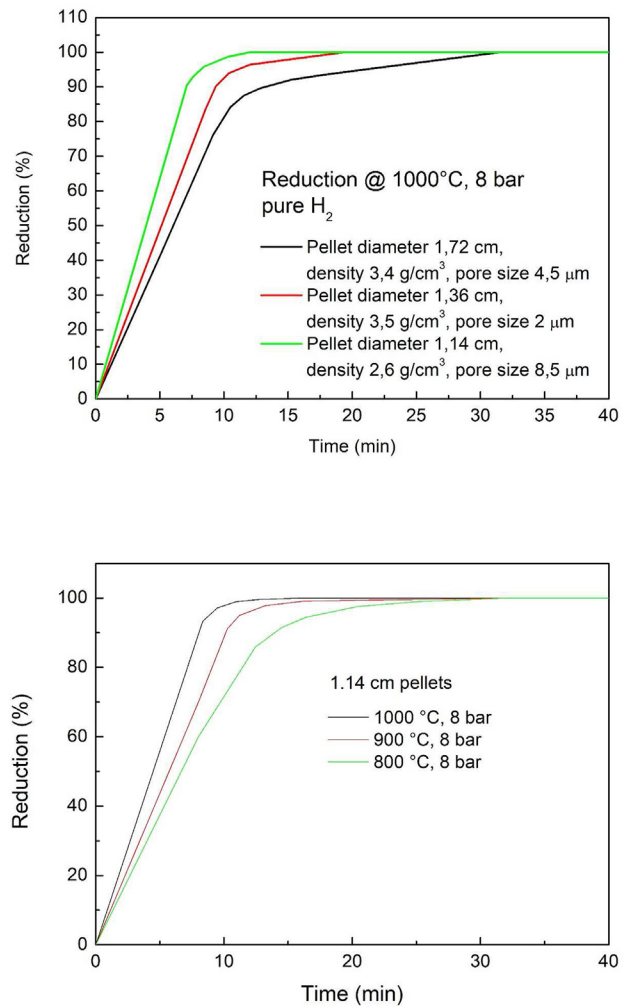 110
100
90
80
70
60
50
40
30
20
10
0
Reduction (%)
Reduction @ 1000°C, 8 bar
pure H₂
Pellet diameter 1,72 cm,
density 3,4 g/cm³, pore size 4,5 μm
Pellet diameter 1,36 cm,
density 3,5 g/cm³, pore size 2 μm
Pellet diameter 1,14 cm,
density 2,6 g/cm³, pore size 8,5 μm
0 5 10 15 20 25 30 35 40
Time (min)
100
80
60
40
20
0
Reduction (%)
1.14 cm pellets
1000 °C, 8 bar
900 °C, 8 bar
800 °C, 8 bar
0 10 20 30 40
Time (min)